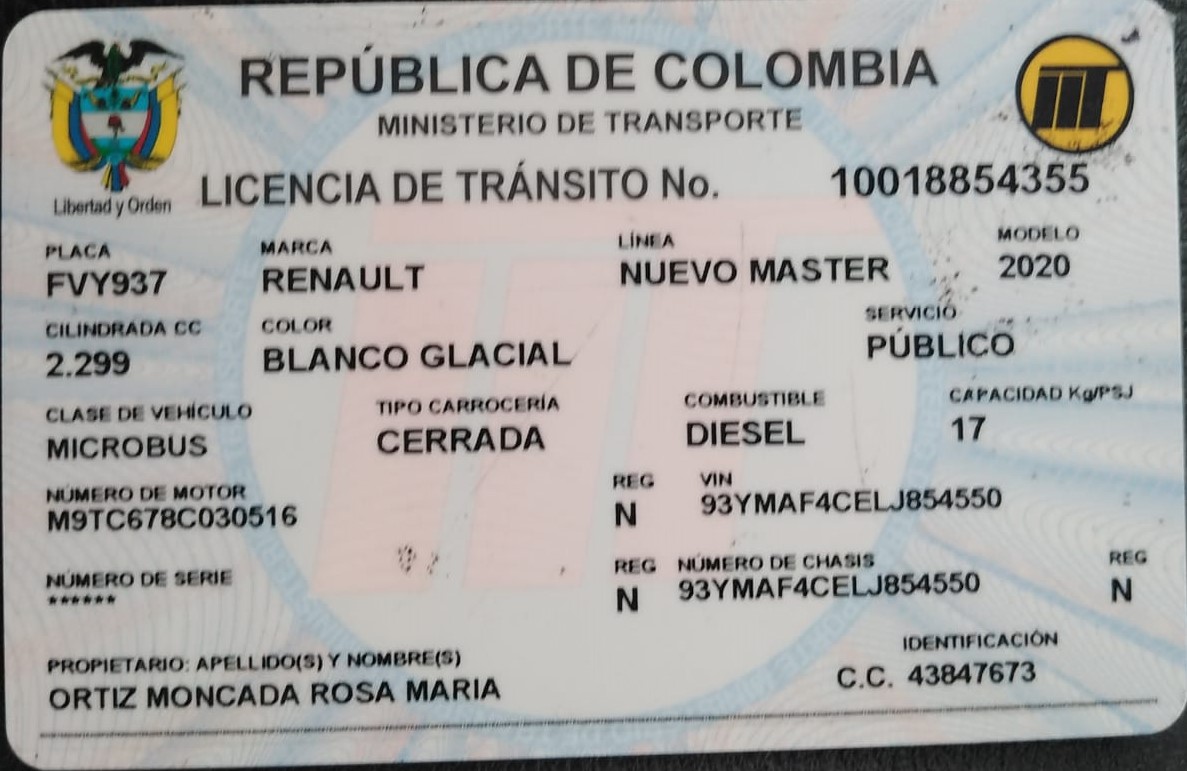 REPÚBLICA DE COLOMBIA
MINISTERIO DE TRANSPORTE
Libertad y Orden
LICENCIA DE TRÁNSITO No. 10018854355
PLACA MARCA LÍNEA MODELO
FVY937 RENAULT NUEVO MASTER 2020
CILINDRADA CC COLOR SERVICIO
2.299 BLANCO GLACIAL PÚBLICO
CLASE DE VEHÍCULO TIPO CARROCERÍA COMBUSTIBLE CAPACIDAD Kg/PSJ
MICROBUS CERRADA DIESEL 17
NÚMERO DE MOTOR REG VIN
M9TC678C030516 N 93YMAF4CELJ854550
NÚMERO DE SERIE REG NÚMERO DE CHASIS REG
****** N 93YMAF4CELJ854550 N
PROPIETARIO: APELLIDO(S) Y NOMBRE(S) IDENTIFICACIÓN
ORTIZ MONCADA ROSA MARIA C.C. 43847673